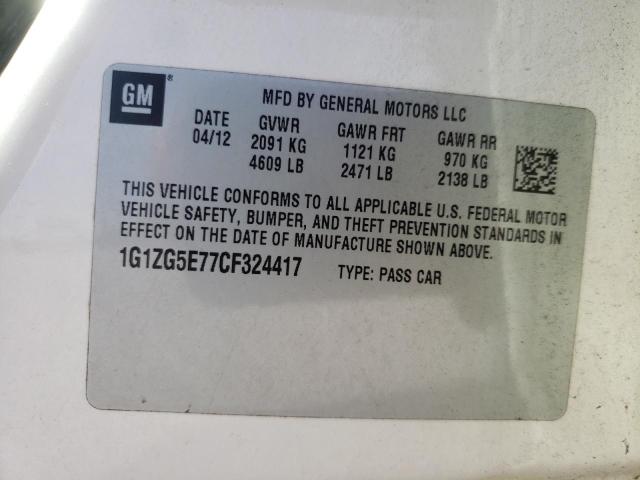 GM ®
MFD BY GENERAL MOTORS LLC
DATE GVWR GAWR FRT GAWR RR
04/12 2091 KG 1121 KG 970 KG
4609 LB 2471 LB 2138 LB
THIS VEHICLE CONFORMS TO ALL APPLICABLE U.S. FEDERAL MOTOR
VEHICLE SAFETY, BUMPER, AND THEFT PREVENTION STANDARDS IN
EFFECT ON THE DATE OF MANUFACTURE SHOWN ABOVE.
1G1ZG5E77CF324417 TYPE: PASS CAR